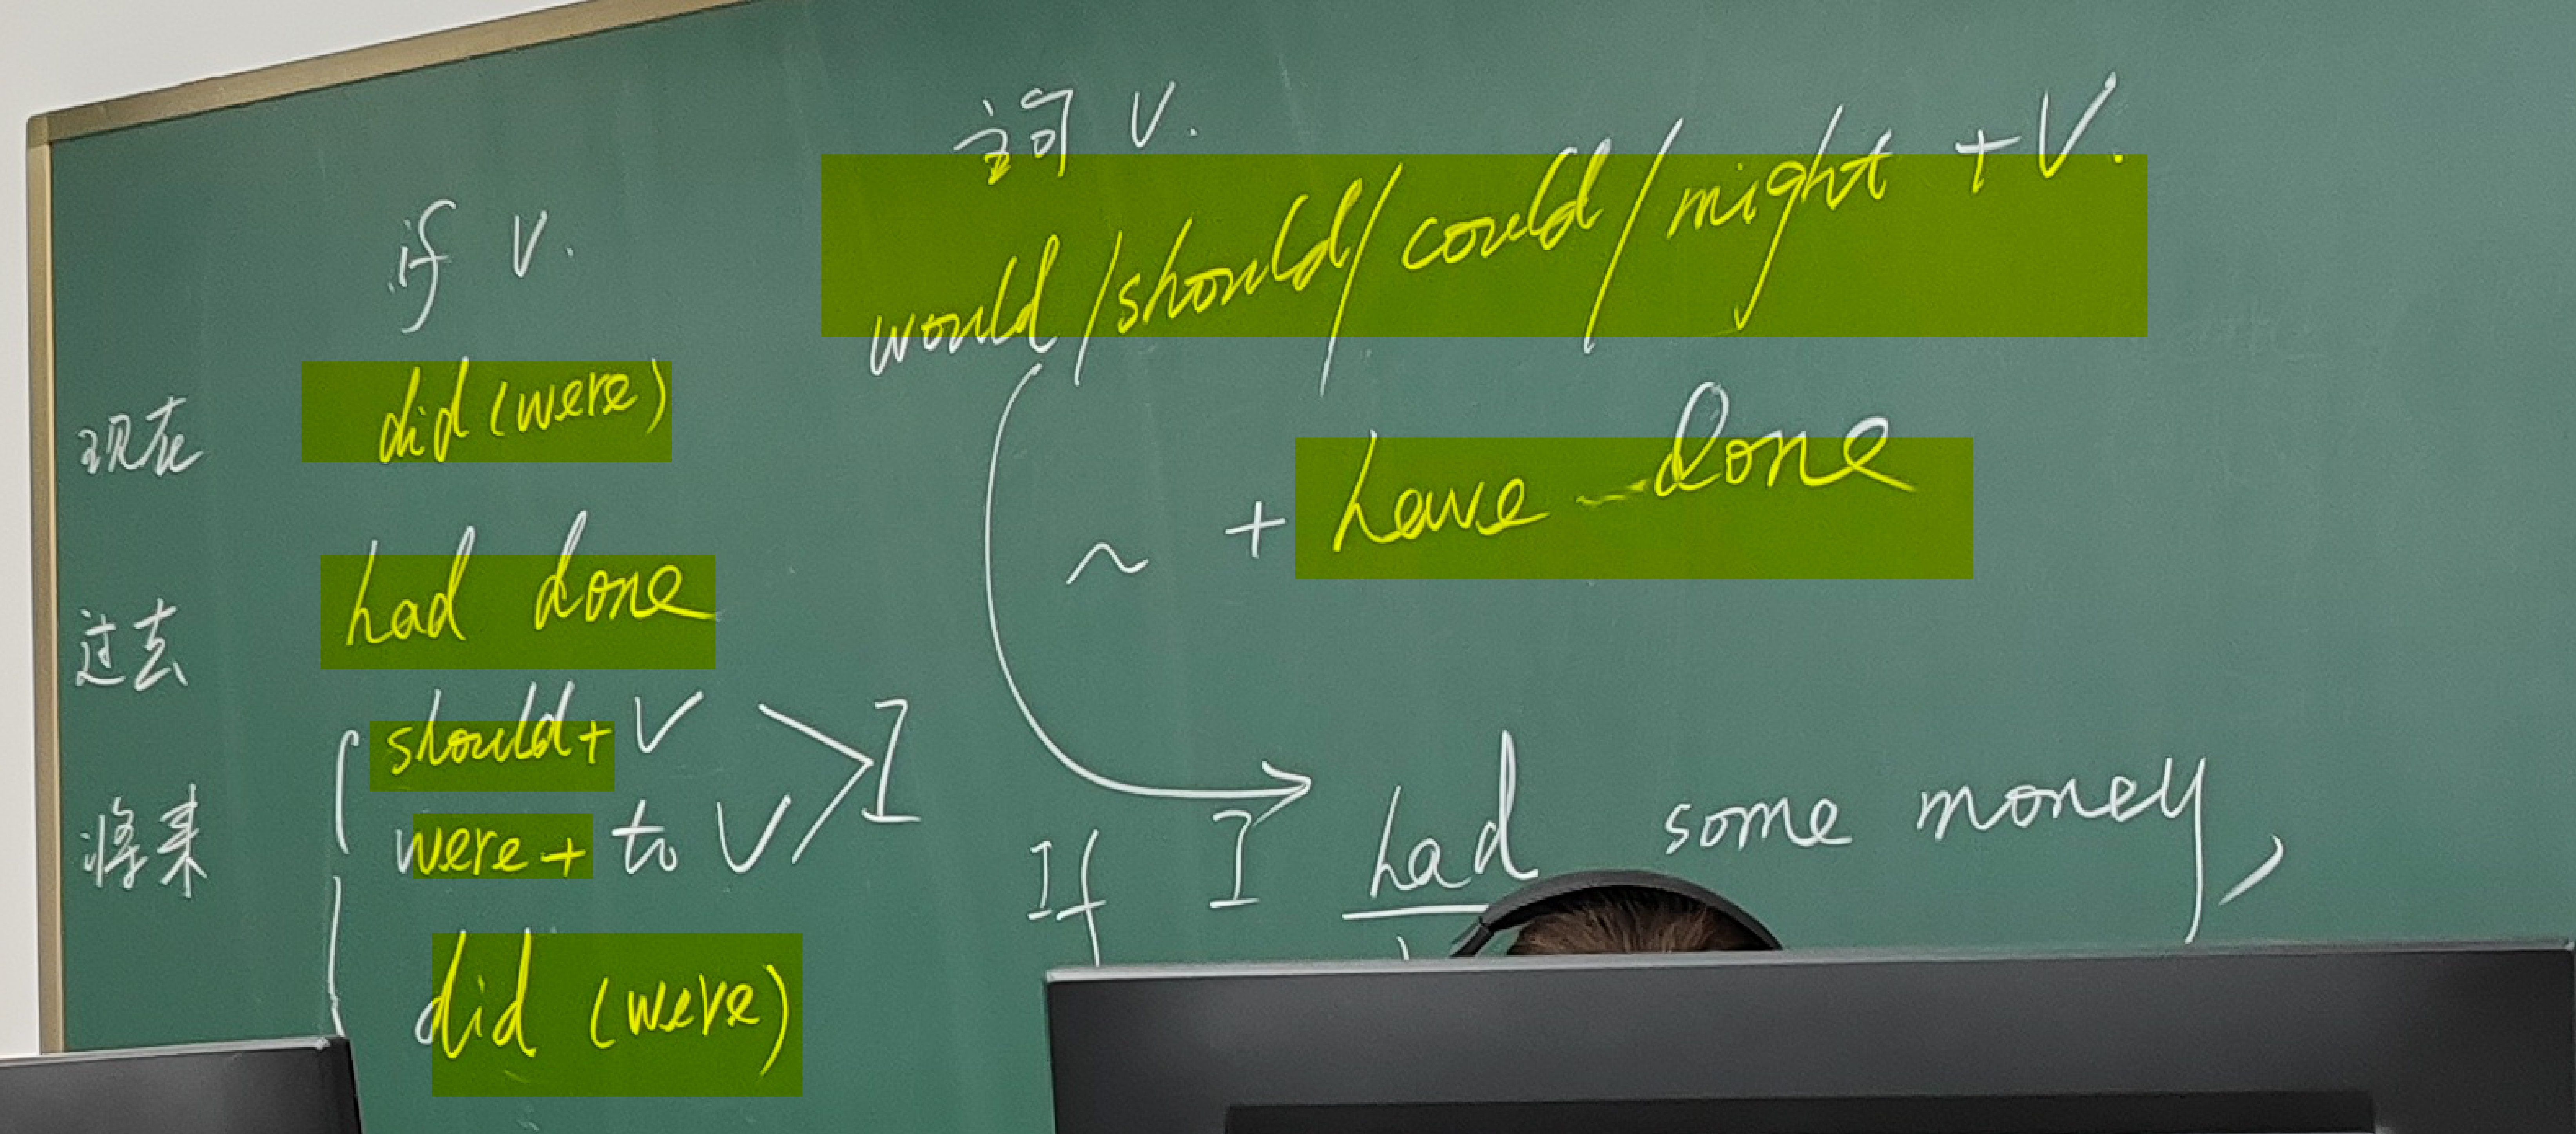 主句 V.
if V.
would/should/could/might + V.
现在 did (were)
~ + have done
过去 had done
将来 should + V
were + to V
If I had some money,
did (were)